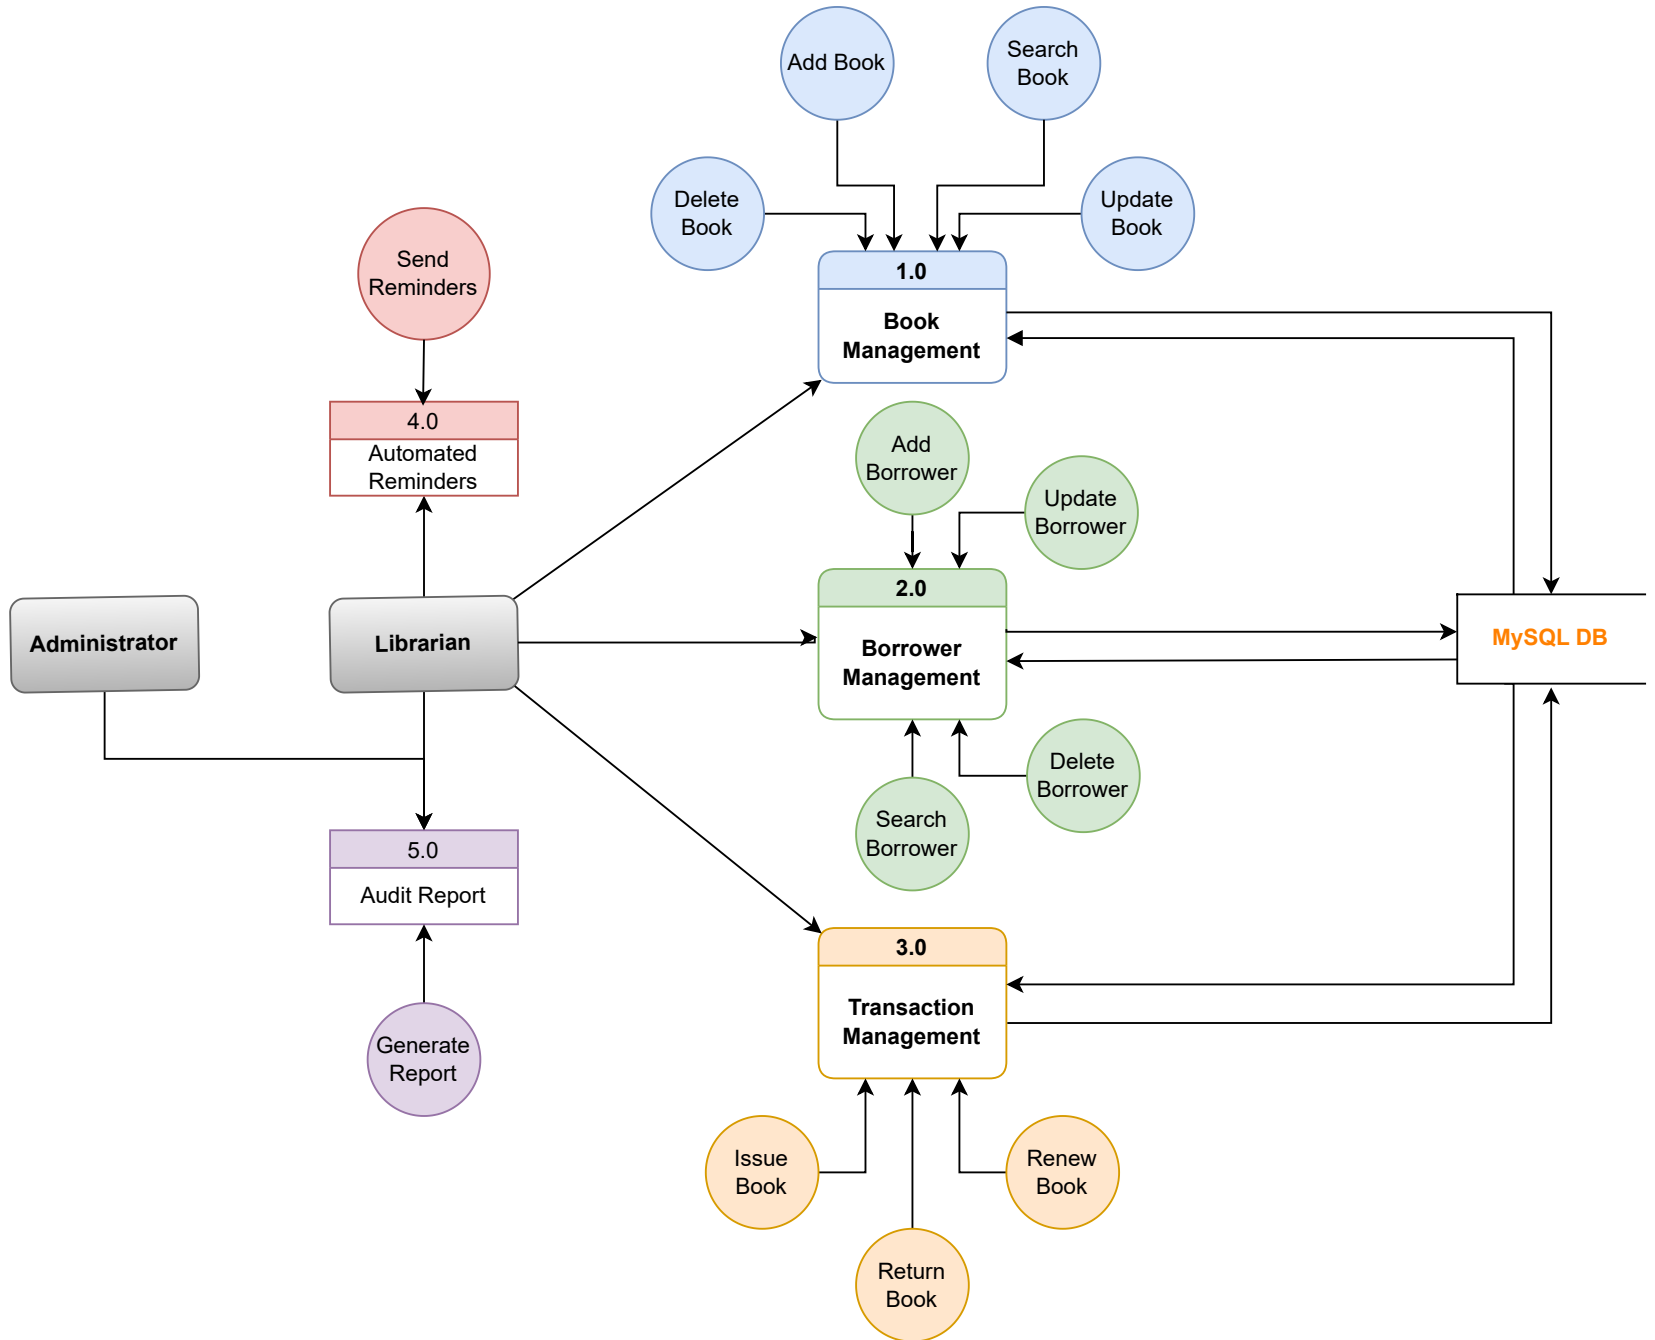 Add Book
Search
Book
Delete
Book
Update
Book
Send
Reminders
1.0
Book
Management
4.0
Automated
Reminders
Add
Borrower
Update
Borrower
2.0
Borrower
Management
Administrator
Librarian
MySQL DB
Delete
Borrower
Search
Borrower
5.0
Audit Report
3.0
Transaction
Management
Generate
Report
Issue
Book
Renew
Book
Return
Book